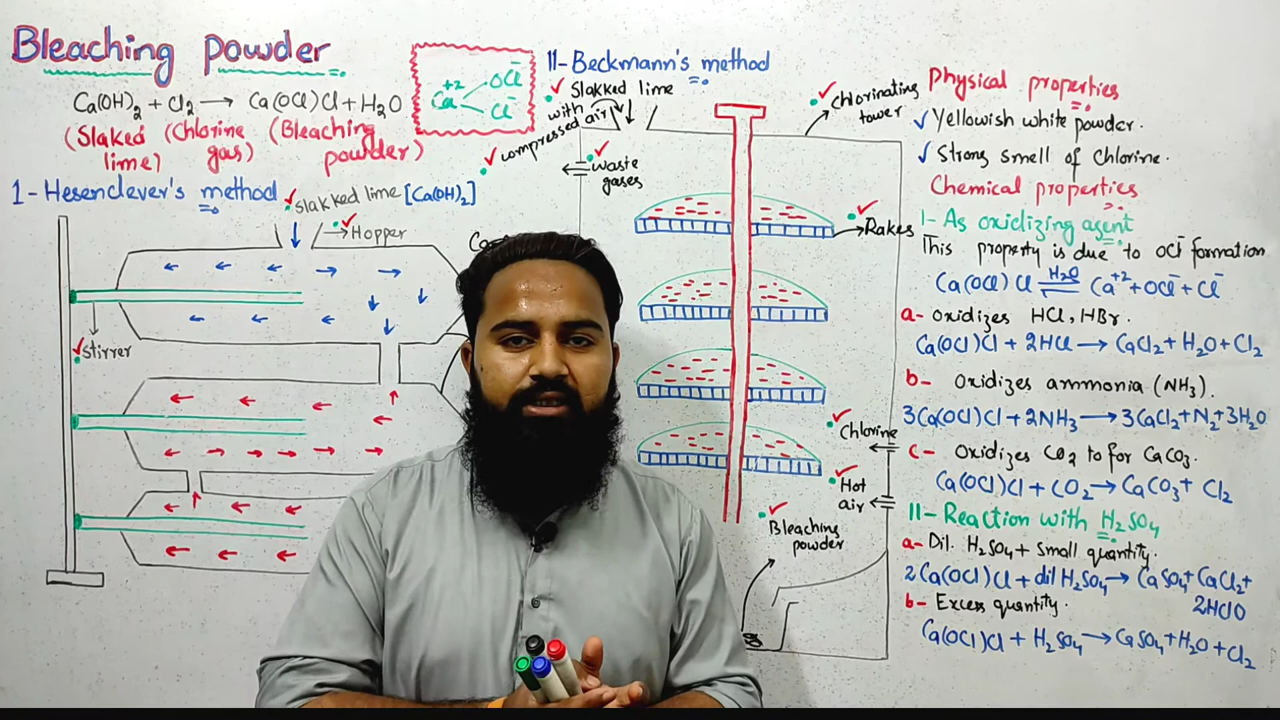 Bleaching powder
Ca(OH)₂ + Cl₂ → Ca(OCl)Cl + H₂O
(Slaked lime) (Chlorine gas) (Bleaching powder)
Ca⁺² OCl⁻ Cl⁻
I- Hesenclever's method
Slakked lime [Ca(OH)₂]
Hopper
Stirrer
II- Beckmann's method
Slakked lime
with
compressed air
waste
gases
chlorinating
tower
Rakes
Chlorine
Hot
air
Bleaching
powder
Physical properties
Yellowish white powder.
Strong smell of chlorine.
Chemical properties
I- As oxidizing agent
This property is due to OCl⁻ formation
Ca(OCl)Cl ⇌ H₂O Ca⁺² + OCl⁻ + Cl⁻
a- Oxidizes HCl, HBr.
Ca(OCl)Cl + 2HCl → CaCl₂ + H₂O + Cl₂
b- Oxidizes ammonia (NH₃).
3Ca(OCl)Cl + 2NH₃ → 3CaCl₂ + N₂ + 3H₂O
c- Oxidizes CO₂ to for CaCO₃.
Ca(OCl)Cl + CO₂ → CaCO₃ + Cl₂
II- Reaction with H₂SO₄
a- Dil. H₂SO₄ + small quantity.
2Ca(OCl)Cl + dil H₂SO₄ → CaSO₄ + CaCl₂ +
2HClO
b- Excess quantity.
Ca(OCl)Cl + H₂SO₄ → CaSO₄ + H₂O + Cl₂